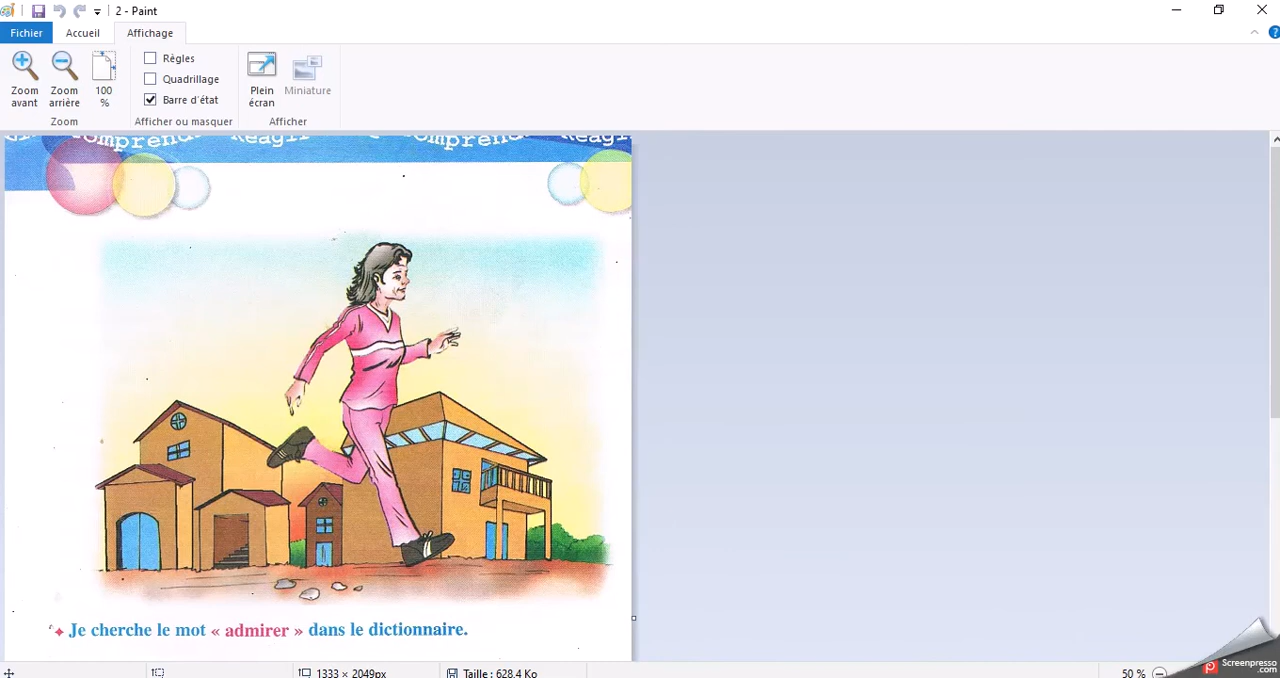 2 - Paint
Fichier Accueil Affichage
Zoom avant
Zoom arrière
100 %
Zoom
Règles
Quadrillage
Barre d'état
Afficher ou masquer
Plein écran
Miniature
Afficher
Réagir
Je cherche le mot « admirer » dans le dictionnaire.
1333 × 2049px
Taille : 628,4 Ko
50 %
Screenpresso
.com